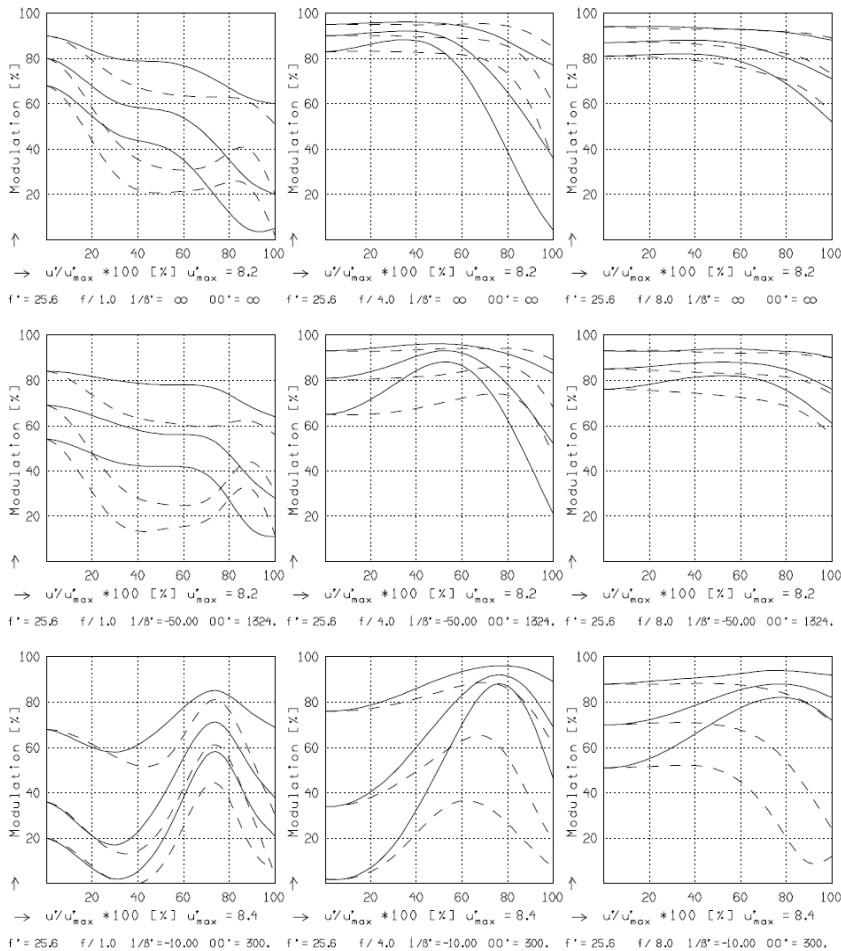 100 100 100
80 80 80
60 60 60
40 40 40
20 20 20
Modulation [%] Modulation [%] Modulation [%]
20 40 60 80 100 20 40 60 80 100 20 40 60 80 100
→ u'/u'max *100 [%] u'max = 8.2 → u'/u'max *100 [%] u'max = 8.2 → u'/u'max *100 [%] u'max = 8.2
f'= 25.6 f/ 1.0 1/ß'= ∞ OO'= ∞ f'= 25.6 f/ 4.0 1/ß'= ∞ OO'= ∞ f'= 25.6 f/ 8.0 1/ß'= ∞ OO'= ∞
100 100 100
80 80 80
60 60 60
40 40 40
20 20 20
Modulation [%] Modulation [%] Modulation [%]
20 40 60 80 100 20 40 60 80 100 20 40 60 80 100
→ u'/u'max *100 [%] u'max = 8.2 → u'/u'max *100 [%] u'max = 8.2 → u'/u'max *100 [%] u'max = 8.2
f'= 25.6 f/ 1.0 1/ß'=-50.00 OO'= 1324. f'= 25.6 f/ 4.0 1/ß'=-50.00 OO'= 1324. f'= 25.6 f/ 8.0 1/ß'=-50.00 OO'= 1324.
100 100 100
80 80 80
60 60 60
40 40 40
20 20 20
Modulation [%] Modulation [%] Modulation [%]
20 40 60 80 100 20 40 60 80 100 20 40 60 80 100
→ u'/u'max *100 [%] u'max = 8.4 → u'/u'max *100 [%] u'max = 8.4 → u'/u'max *100 [%] u'max = 8.4
f'= 25.6 f/ 1.0 1/ß'=-10.00 OO'= 300. f'= 25.6 f/ 4.0 1/ß'=-10.00 OO'= 300. f'= 25.6 f/ 8.0 1/ß'=-10.00 OO'= 300.